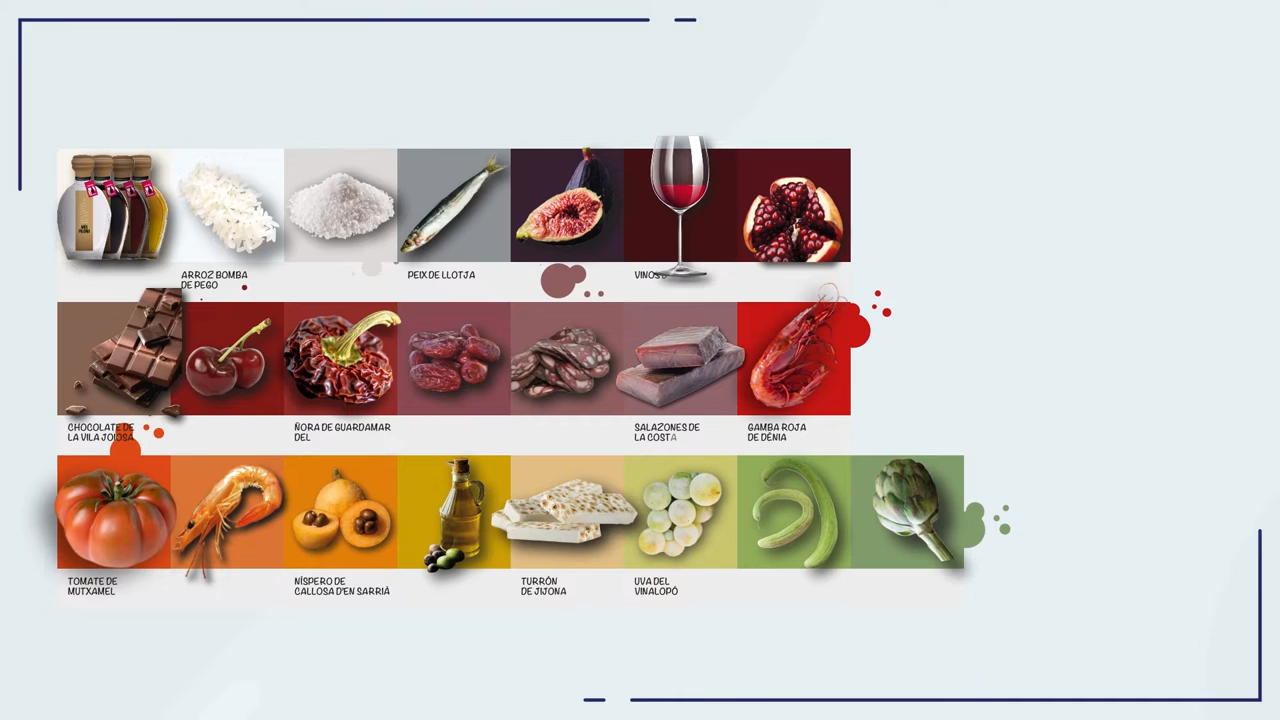 ARROZ BOMBA
DE PEGO
PEIX DE LLOTJA
VINOS
CHOCOLATE DE
LA VILA JOIOSA
ÑORA DE GUARDAMAR
DEL
SALAZONES DE
LA COSTA
GAMBA ROJA
DE DÉNIA
TOMATE DE
MUTXAMEL
NÍSPERO DE
CALLOSA D'EN SARRIÀ
TURRÓN
DE JIJONA
UVA DEL
VINALOPÓ